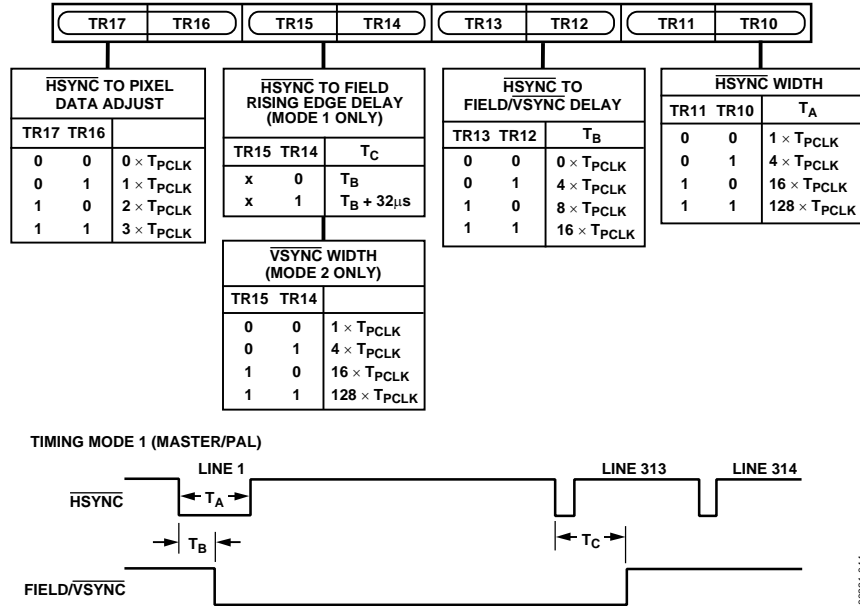 TR17 TR16 TR15 TR14 TR13 TR12 TR11 TR10
HSYNC TO PIXEL
DATA ADJUST
TR17 TR16
0 0 0 × TPCLK
0 1 1 × TPCLK
1 0 2 × TPCLK
1 1 3 × TPCLK
HSYNC TO FIELD
RISING EDGE DELAY
(MODE 1 ONLY)
TR15 TR14 TC
x 0 TB
x 1 TB + 32μs
VSYNC WIDTH
(MODE 2 ONLY)
TR15 TR14
0 0 1 × TPCLK
0 1 4 × TPCLK
1 0 16 × TPCLK
1 1 128 × TPCLK
HSYNC TO
FIELD/VSYNC DELAY
TR13 TR12 TB
0 0 0 × TPCLK
0 1 4 × TPCLK
1 0 8 × TPCLK
1 1 16 × TPCLK
HSYNC WIDTH
TR11 TR10 TA
0 0 1 × TPCLK
0 1 4 × TPCLK
1 0 16 × TPCLK
1 1 128 × TPCLK
TIMING MODE 1 (MASTER/PAL)
LINE 1 LINE 313 LINE 314
HSYNC
TA
TB
TC
FIELD/VSYNC